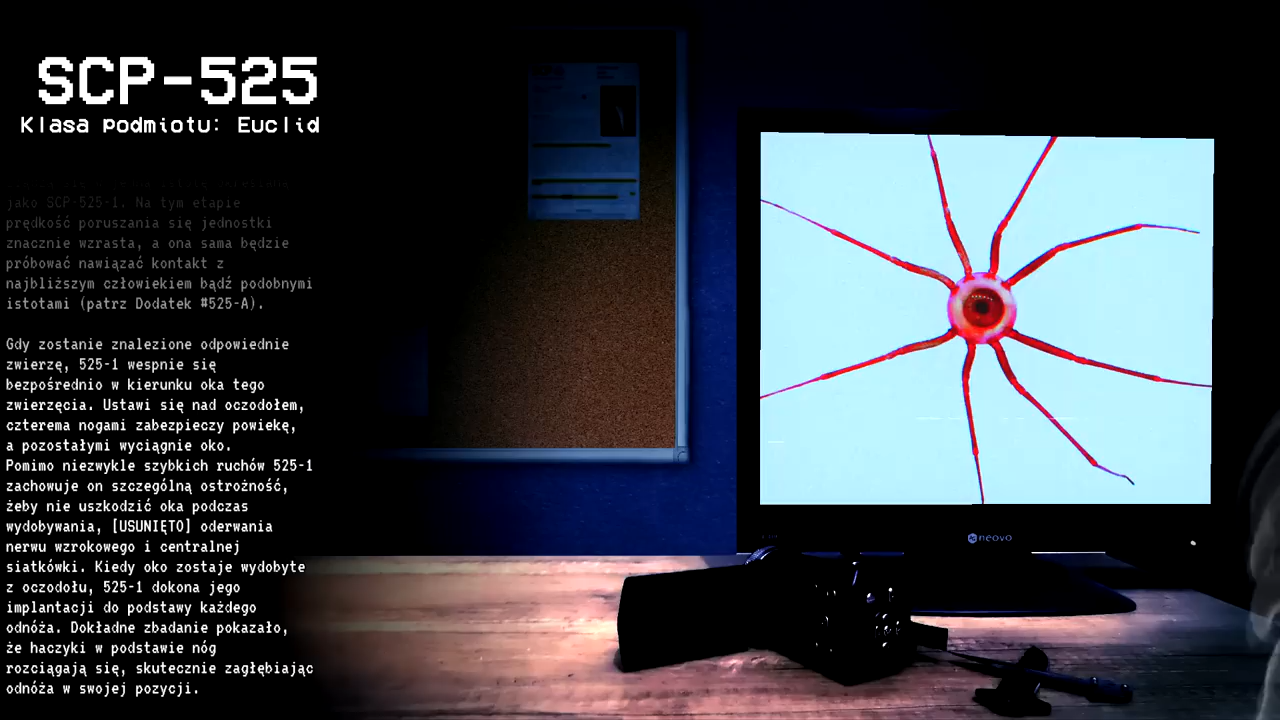 SCP-525
Klasa podmiotu: Euclid
jako SCP-525-1. Na tym etapie
prędkość poruszania się jednostki
znacznie wzrasta, a ona sama będzie
próbować nawiązać kontakt z
najbliższym człowiekiem bądź podobnymi
istotami (patrz Dodatek #525-A).
Gdy zostanie znalezione odpowiednie
zwierzę, 525-1 wespnie się
bezpośrednio w kierunku oka tego
zwierzęcia. Ustawi się nad oczodołem,
czterema nogami zabezpieczy powiekę,
a pozostałymi wyciągnie oko.
Pomimo niezwykle szybkich ruchów 525-1
zachowuje on szczególną ostrożność,
żeby nie uszkodzić oka podczas
wydobywania, [USUNIĘTO] oderwania
nerwu wzrokowego i centralnej
siatkówki. Kiedy oko zostaje wydobyte
z oczodołu, 525-1 dokona jego
implantacji do podstawy każdego
odnóża. Dokładne zbadanie pokazało,
że haczyki w podstawie nóg
rozciągają się, skutecznie zagłębiając
odnóża w swojej pozycji.
neovo